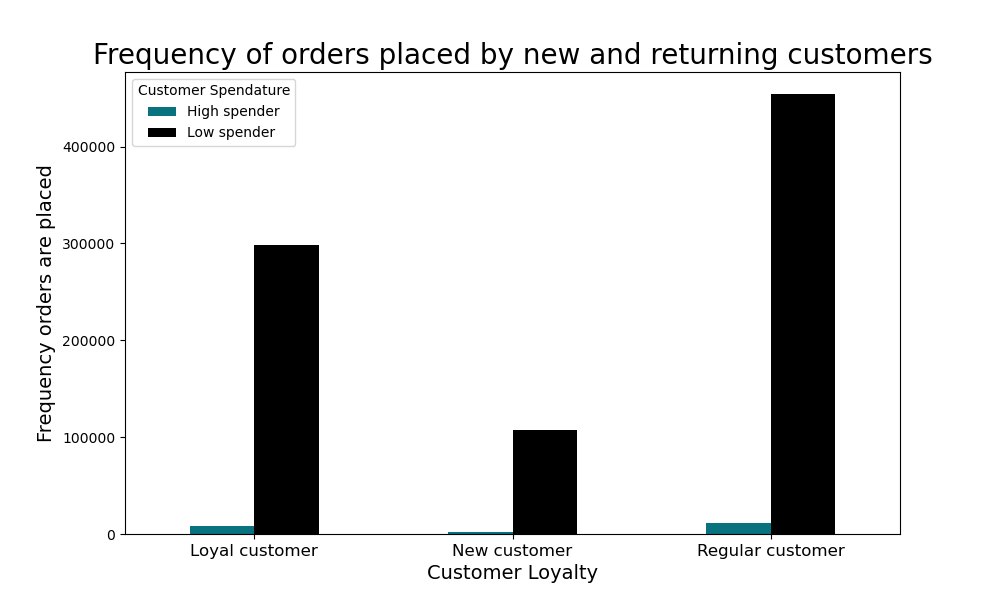 Frequency of orders placed by new and returning customers
Customer Spendature
High spender
Low spender
400000
300000
200000
100000
0
Frequency orders are placed
Loyal customer
New customer
Regular customer
Customer Loyalty